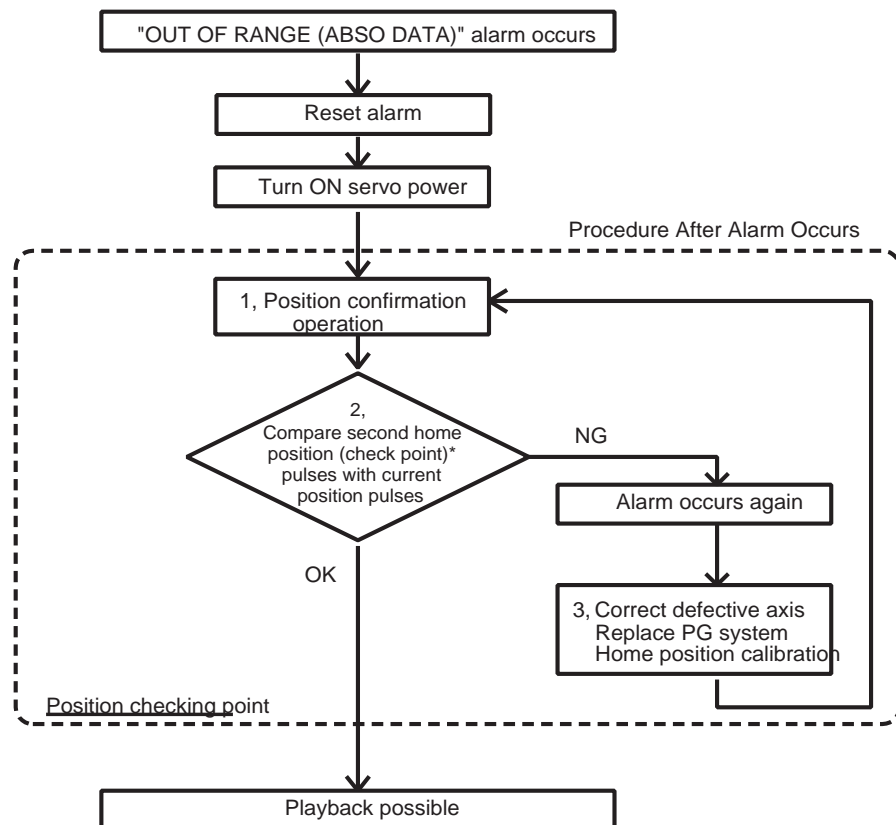 "OUT OF RANGE (ABSO DATA)" alarm occurs
Reset alarm
Turn ON servo power
Procedure After Alarm Occurs
1, Position confirmation
operation
2,
Compare second home
position (check point)*
pulses with current
position pulses
NG
Alarm occurs again
OK
3, Correct defective axis
Replace PG system
Home position calibration
Position checking point
Playback possible